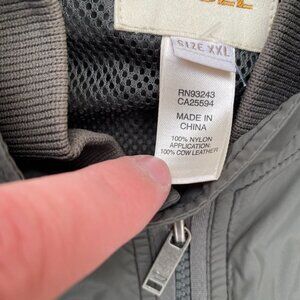 SIZE XXL
RN93243
CA25594
MADE IN
CHINA
100% NYLON
APPLICATION:
100% COW LEATHER